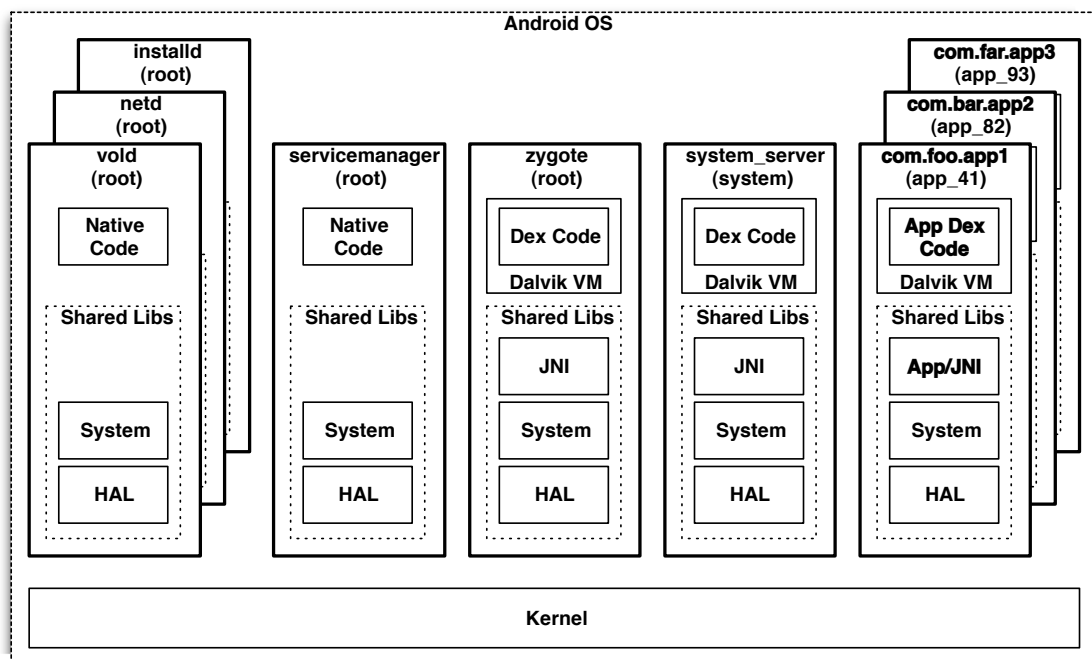 Android OS
installd
(root)
netd
(root)
vold
(root)
Native
Code
Shared Libs
System
HAL
servicemanager
(root)
Native
Code
Shared Libs
System
HAL
zygote
(root)
Dex Code
Dalvik VM
Shared Libs
JNI
System
HAL
system_server
(system)
Dex Code
Dalvik VM
Shared Libs
JNI
System
HAL
com.far.app3
(app_93)
com.bar.app2
(app_82)
com.foo.app1
(app_41)
App Dex
Code
Dalvik VM
Shared Libs
App/JNI
System
HAL
Kernel